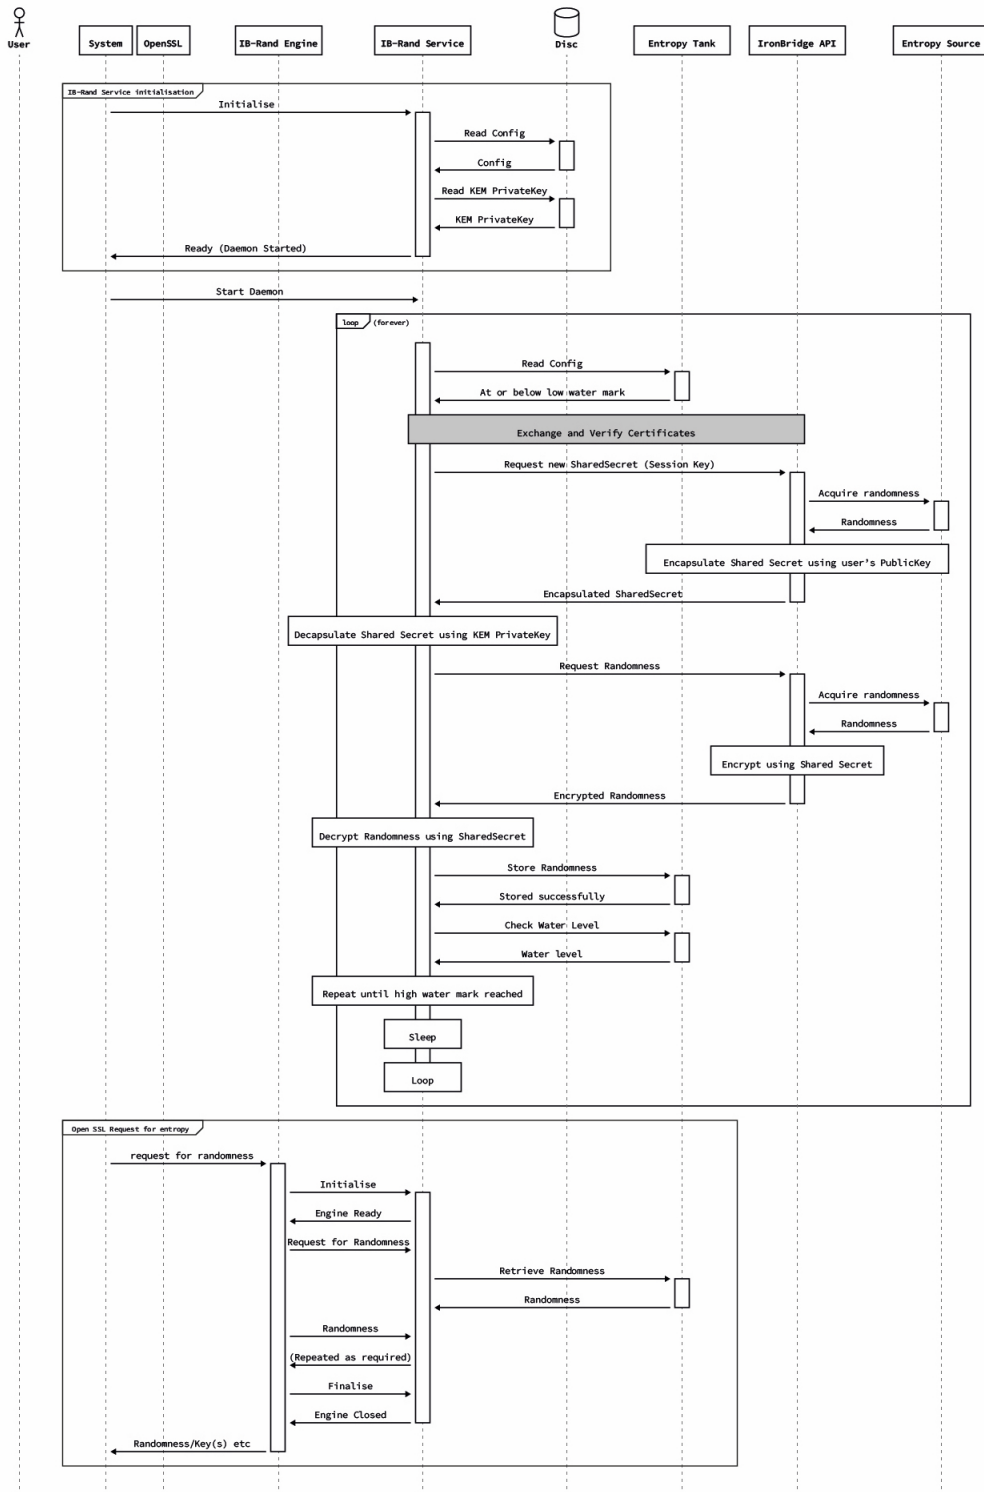 User
System
OpenSSL
IB-Rand Engine
IB-Rand Service
Disc
Entropy Tank
IronBridge API
Entropy Source
IB-Rand Service initialisation
Initialise
Read Config
Config
Read KEM PrivateKey
KEM PrivateKey
Ready (Daemon Started)
Start Daemon
loop (forever)
Read Config
At or below low water mark
Exchange and Verify Certificates
Request new SharedSecret (Session Key)
Acquire randomness
Randomness
Encapsulate Shared Secret using user's PublicKey
Encapsulated SharedSecret
Decapsulate Shared Secret using KEM PrivateKey
Request Randomness
Acquire randomness
Randomness
Encrypt using Shared Secret
Encrypted Randomness
Decrypt Randomness using SharedSecret
Store Randomness
Stored successfully
Check Water Level
Water level
Repeat until high water mark reached
Sleep
Loop
Open SSL Request for entropy
request for randomness
Initialise
Engine Ready
Request for Randomness
Retrieve Randomness
Randomness
Randomness
(Repeated as required)
Finalise
Engine Closed
Randomness/Key(s) etc